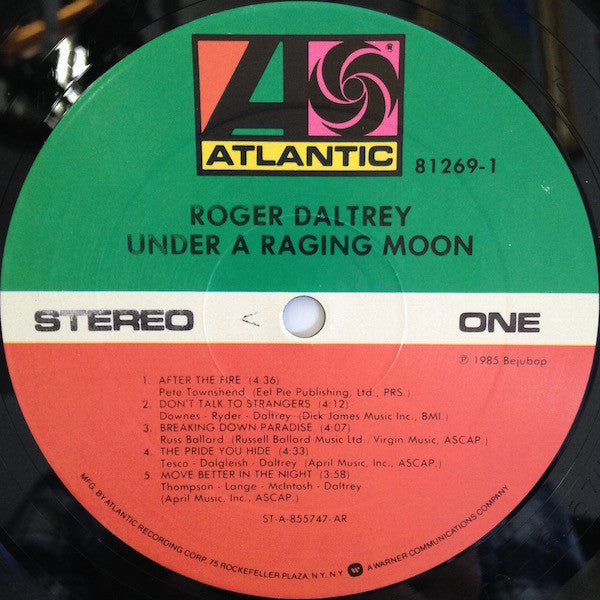 A
®
ATLANTIC
81269-1
ROGER DALTREY
UNDER A RAGING MOON
STEREO
ONE
℗ 1985 Bejubop
1. AFTER THE FIRE (4:36)
Pete Townshend (Eel Pie Publishing, Ltd., PRS.)
2. DON'T TALK TO STRANGERS (4:12)
Downes - Ryder - Daltrey (Dick James Music Inc., BMI.)
3. BREAKING DOWN PARADISE (4:07)
Russ Ballard (Russell Ballard Music Ltd. Virgin Music, ASCAP.)
4. THE PRIDE YOU HIDE (4:33)
Tesco - Dalgleish - Daltrey (April Music, Inc., ASCAP.)
5. MOVE BETTER IN THE NIGHT (3:58)
Thompson - Lange - McIntosh - Daltrey
(April Music, Inc., ASCAP.)
ST-A-855747-AR
MFG. BY ATLANTIC RECORDING CORP. 75 ROCKEFELLER PLAZA, N.Y. N.Y. A WARNER COMMUNICATIONS COMPANY